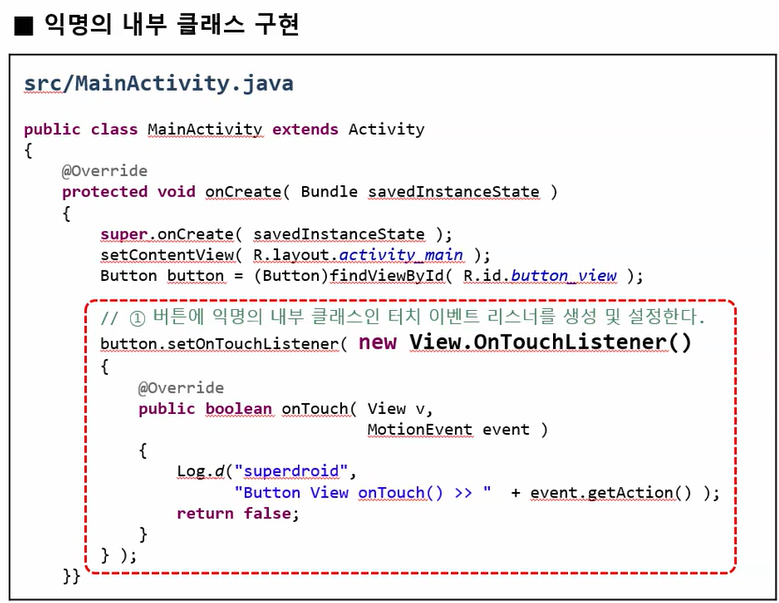 ■ 익명의 내부 클래스 구현
src/MainActivity.java
public class MainActivity extends Activity
{
@Override
protected void onCreate( Bundle savedInstanceState )
{
super.onCreate( savedInstanceState );
setContentView( R.layout.activity_main );
Button button = (Button)findViewById( R.id.button_view );
// ① 버튼에 익명의 내부 클래스인 터치 이벤트 리스너를 생성 및 설정한다.
button.setOnTouchListener( new View.OnTouchListener()
{
@Override
public boolean onTouch( View v,
MotionEvent event )
{
Log.d("superdroid",
"Button View onTouch() >> " + event.getAction() );
return false;
}
} );
}}